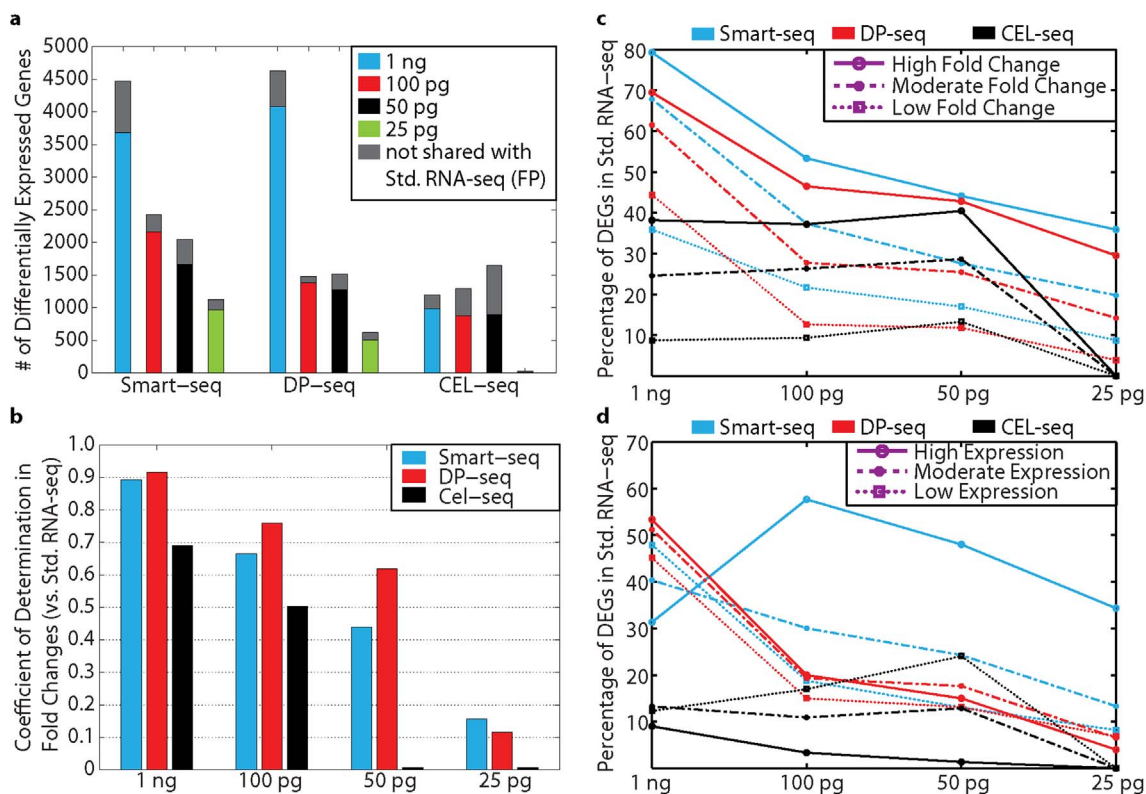 a
# of Differentially Expressed Genes
5000
4500
4000
3500
3000
2500
2000
1500
1000
500
0
1 ng
100 pg
50 pg
25 pg
not shared with
Std. RNA-seq (FP)
Smart–seq
DP–seq
CEL–seq
b
Coefficient of Determination in
Fold Changes (vs. Std. RNA-seq)
1.0
0.9
0.8
0.7
0.6
0.5
0.4
0.3
0.2
0.1
0
Smart–seq
DP–seq
Cel–seq
1 ng
100 pg
50 pg
25 pg
c
Smart-seq
DP-seq
CEL-seq
Percentage of DEGs in Std. RNA–seq
80
70
60
50
40
30
20
10
High Fold Change
Moderate Fold Change
Low Fold Change
1 ng
100 pg
50 pg
25 pg
d
Smart-seq
DP-seq
CEL-seq
Percentage of DEGs in Std. RNA–seq
70
60
50
40
30
20
10
High Expression
Moderate Expression
Low Expression
1 ng
100 pg
50 pg
25 pg